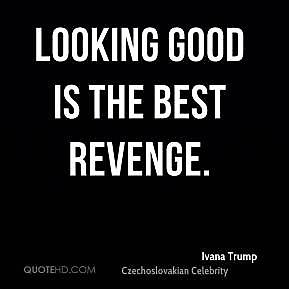 LOOKING GOOD
IS THE BEST
REVENGE.
Ivana Trump
QUOTEHD.COM
Czechoslovakian Celebrity